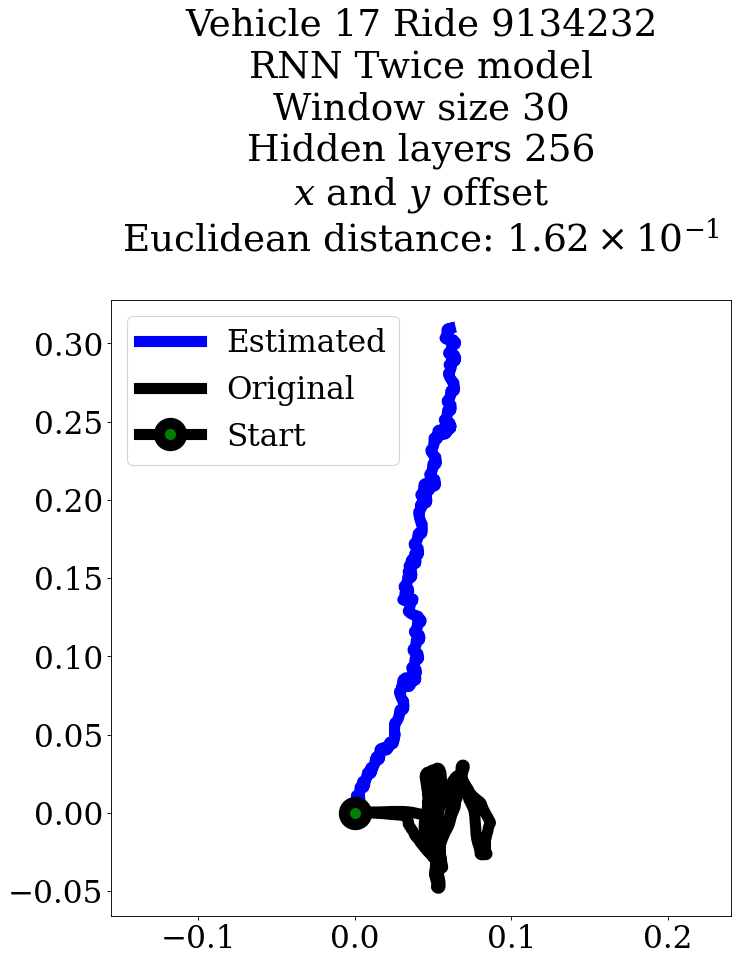 Vehicle 17 Ride 9134232
RNN Twice model
Window size 30
Hidden layers 256
x and y offset
Euclidean distance: 1.62 × 10⁻¹
Estimated
Original
Start
0.30
0.25
0.20
0.15
0.10
0.05
0.00
−0.05
−0.1
0.0
0.1
0.2